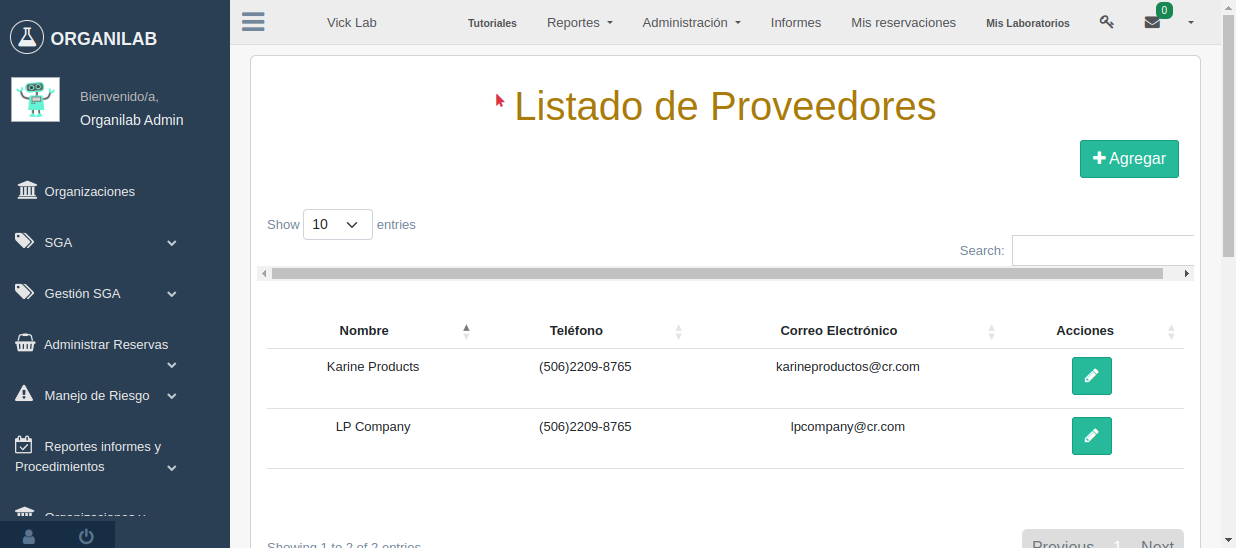 ORGANILAB
Bienvenido/a,
Organilab Admin
Organizaciones
SGA
Gestión SGA
Administrar Reservas
Manejo de Riesgo
Reportes informes y
Procedimientos
Organizaciones y
Vick Lab
Tutoriales
Reportes
Administración
Informes
Mis reservaciones
Mis Laboratorios
0
Listado de Proveedores
Agregar
Show 10 entries
Search:
Nombre Teléfono Correo Electrónico Acciones
Karine Products (506)2209-8765 karineproductos@cr.com
LP Company (506)2209-8765 lpcompany@cr.com
Showing 1 to 2 of 2 entries
Previous 1 Next